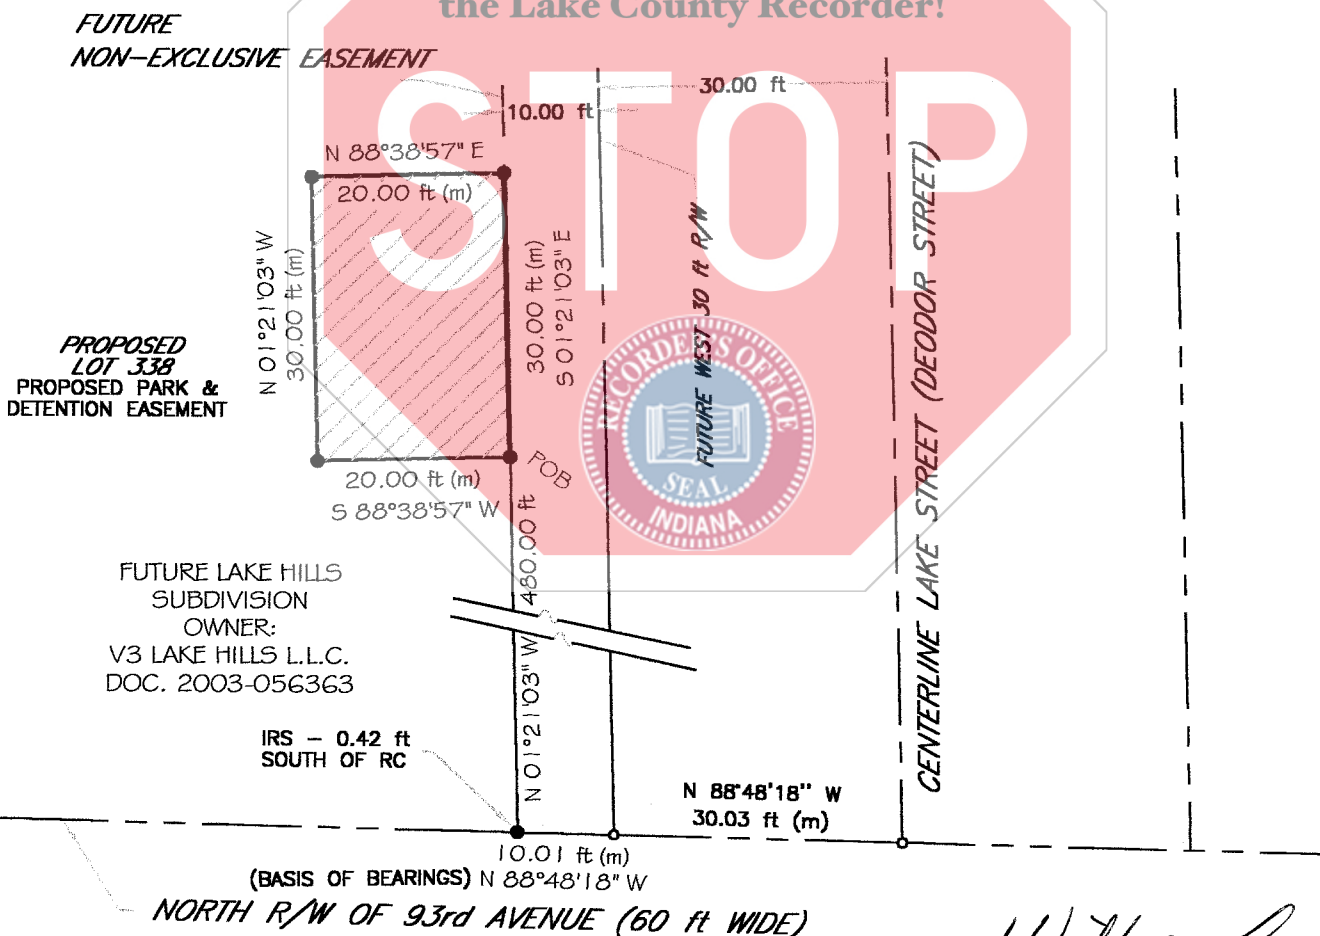 the Lake County Recorder!
FUTURE
NON-EXCLUSIVE EASEMENT
STOP
30.00 ft
10.00 ft
N 88°38'57" E
20.00 ft (m)
N 01°21'03" W
30.00 ft (m)
30.00 ft (m)
S 01°21'03" E
FUTURE WEST 30 ft R/W
CENTERLINE LAKE STREET (DEODOR STREET)
PROPOSED
LOT 338
PROPOSED PARK &
DETENTION EASEMENT
RECORDER'S OFFICE
SEAL
INDIANA
POB
20.00 ft (m)
S 88°38'57" W
N 01°21'03" W 480.00 ft
FUTURE LAKE HILLS
SUBDIVISION
OWNER:
V3 LAKE HILLS L.L.C.
DOC. 2003-056363
IRS - 0.42 ft
SOUTH OF RC
N 88°48'18" W
30.03 ft (m)
10.01 ft (m)
(BASIS OF BEARINGS) N 88°48'18" W
NORTH R/W OF 93rd AVENUE (60 ft WIDE)